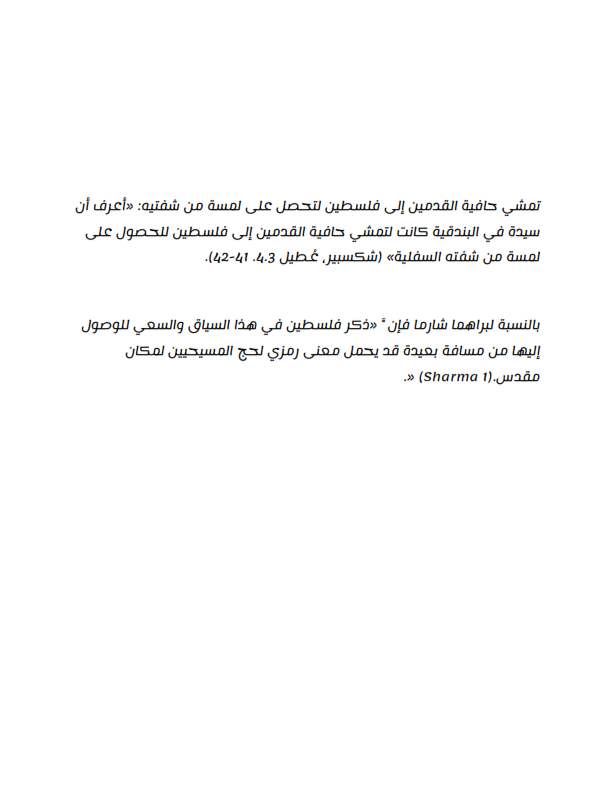 تمشي حافية القدمين إلى فلسطين لتحصل على لمسة من شفتيه: «أعرف أن
سيدة في البندقية كانت لتمشي حافية القدمين إلى فلسطين للحصول على
لمسة من شفته السفلية» (شكسبير، عُطيل 4.3. 41-42).
بالنسبة لبراهما شارما فإن ّ «ذكر فلسطين في هذا السياق والسعي للوصول
إليها من مسافة بعيدة قد يحمل معنى رمزي لحج المسيحيين لمكان
مقدس.(Sharma 1) «.